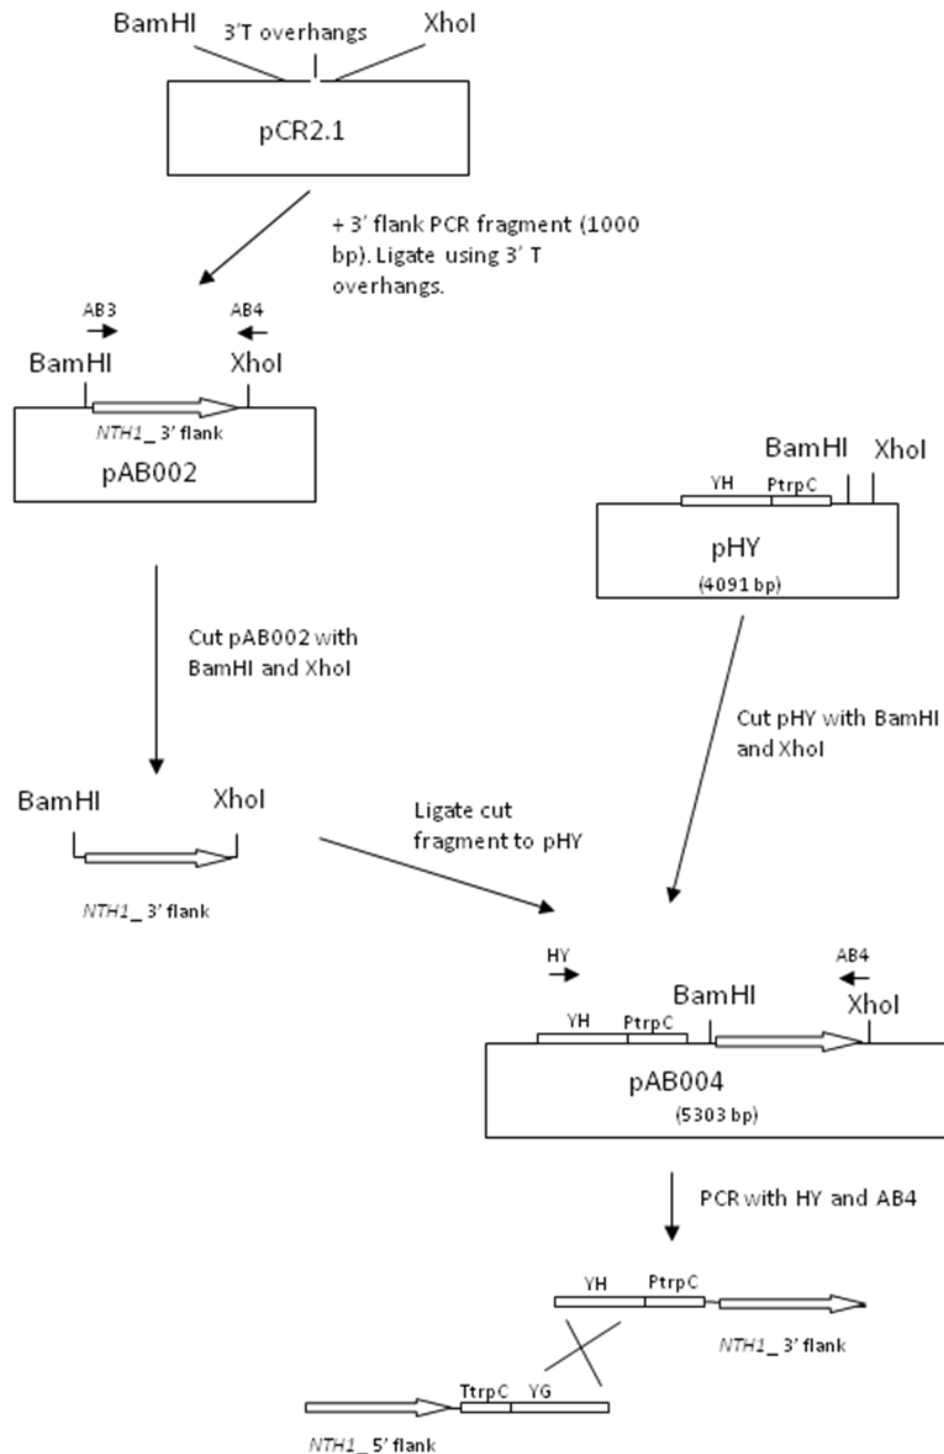 BamHI
3'T overhangs
XhoI
pCR2.1
+ 3' flank PCR fragment (1000
bp). Ligate using 3' T
overhangs.
AB3
AB4
BamHI
XhoI
NTH1_ 3' flank
pAB002
BamHI
XhoI
YH
PtrpC
pHY
(4091 bp)
Cut pAB002 with
BamHI and XhoI
Cut pHY with BamHI
and XhoI
BamHI
XhoI
Ligate cut
fragment to pHY
NTH1_ 3' flank
HY
AB4
BamHI
XhoI
YH
PtrpC
pAB004
(5303 bp)
PCR with HY and AB4
YH
PtrpC
NTH1_ 3' flank
TtrpC
YG
NTH1_ 5' flank